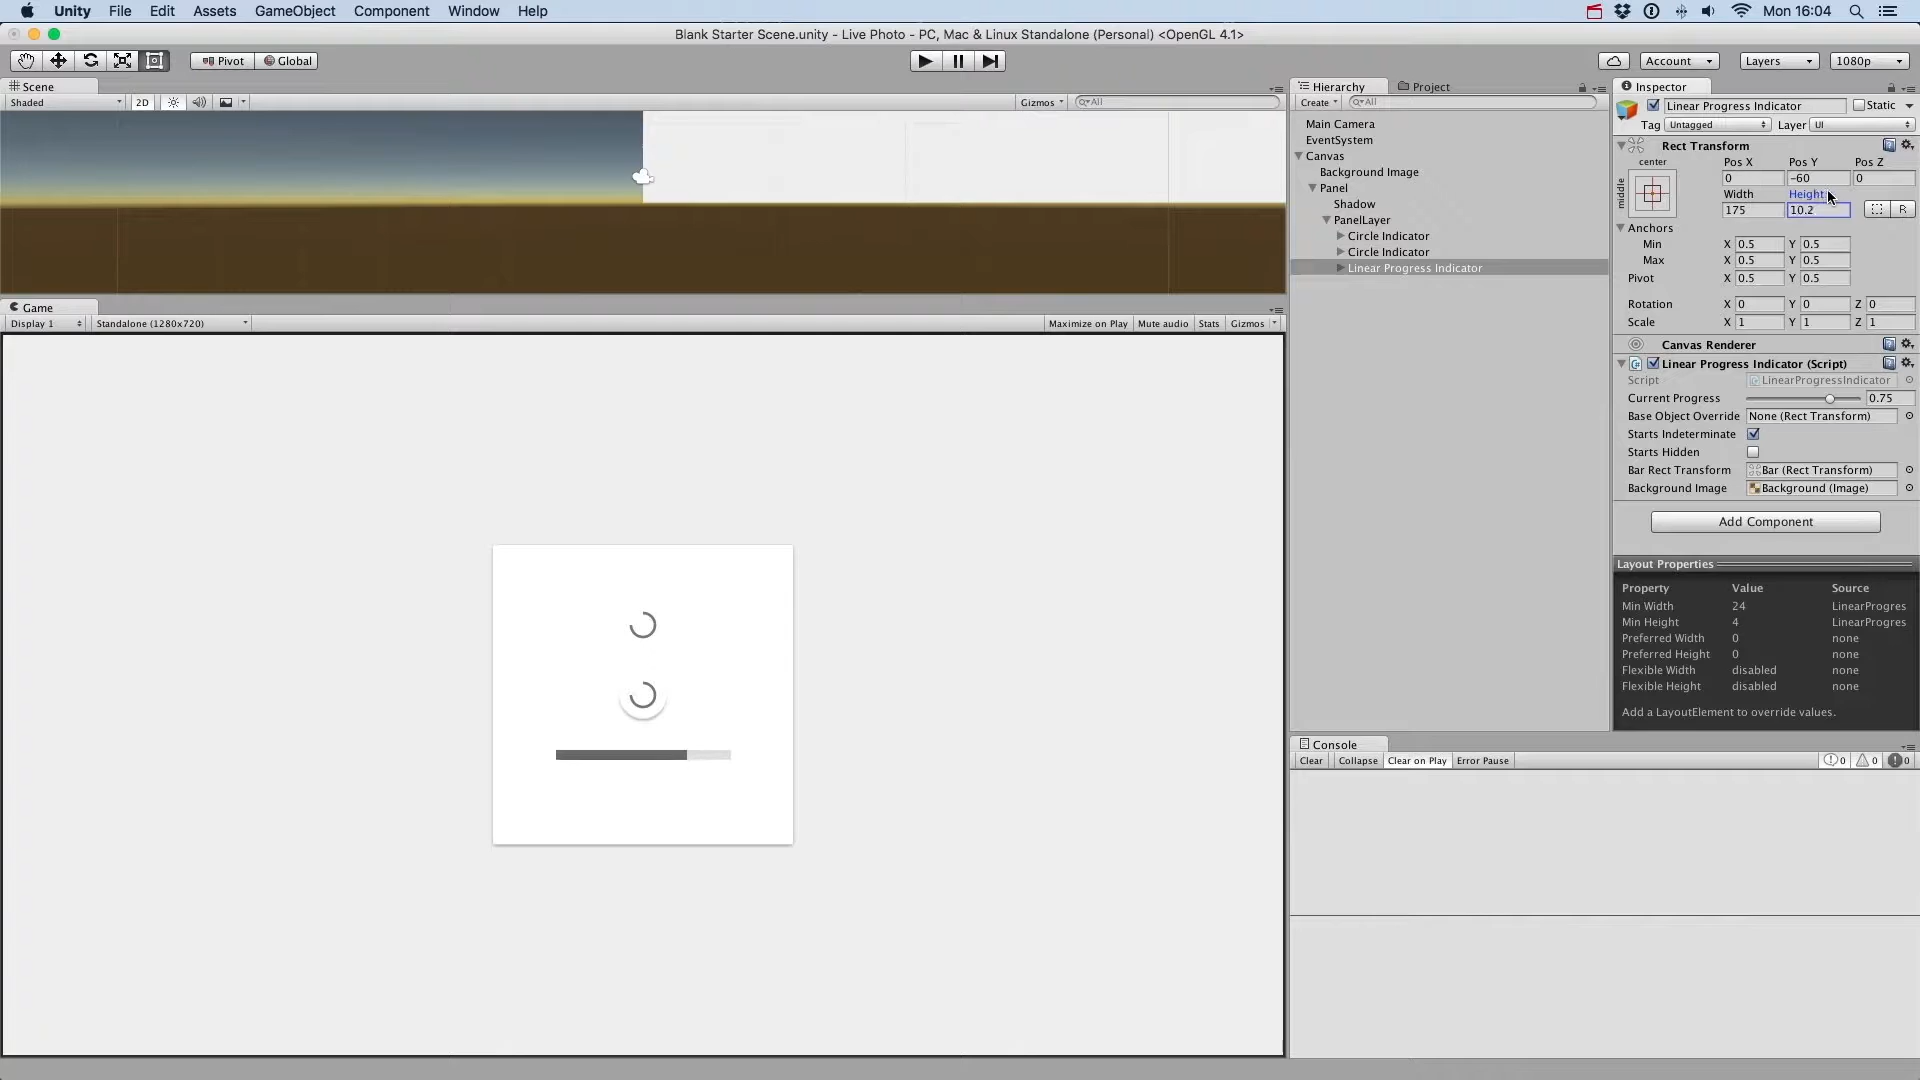 Unity File Edit Assets GameObject Component Window Help Mon 16:04
Blank Starter Scene.unity - Live Photo - PC, Mac & Linux Standalone (Personal) <OpenGL 4.1>
Pivot Global Account Layers 1080p
Scene
Shaded 2D Gizmos All
Game
Display 1 Standalone (1280x720) Maximize on Play Mute audio Stats Gizmos
Hierarchy Project
Create All
Main Camera
EventSystem
Canvas
Background Image
Panel
Shadow
PanelLayer
Circle Indicator
Circle Indicator
Linear Progress Indicator
Console
Clear Collapse Clear on Play Error Pause 0 0 0
Inspector
Linear Progress Indicator Static
Tag Untagged Layer UI
Rect Transform
center Pos X Pos Y Pos Z
middle 0 -60 0
Width Height
175 10.2 R
Anchors
Min X 0.5 Y 0.5
Max X 0.5 Y 0.5
Pivot X 0.5 Y 0.5
Rotation X 0 Y 0 Z 0
Scale X 1 Y 1 Z 1
Canvas Renderer
Linear Progress Indicator (Script)
Script LinearProgressIndicator
Current Progress 0.75
Base Object Override None (Rect Transform)
Starts Indeterminate
Starts Hidden
Bar Rect Transform Bar (Rect Transform)
Background Image Background (Image)
Add Component
Layout Properties
Property Value Source
Min Width 24 LinearProgres
Min Height 4 LinearProgres
Preferred Width 0 none
Preferred Height 0 none
Flexible Width disabled none
Flexible Height disabled none
Add a LayoutElement to override values.